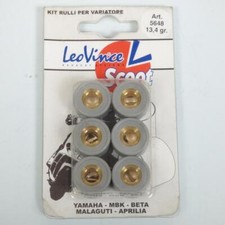 KIT RULLI PER VARIATORE
Art.
5648
13,4 gr.
LeoVince
Scoot
YAMAHA - MBK - BETA
MALAGUTI - APRILIA